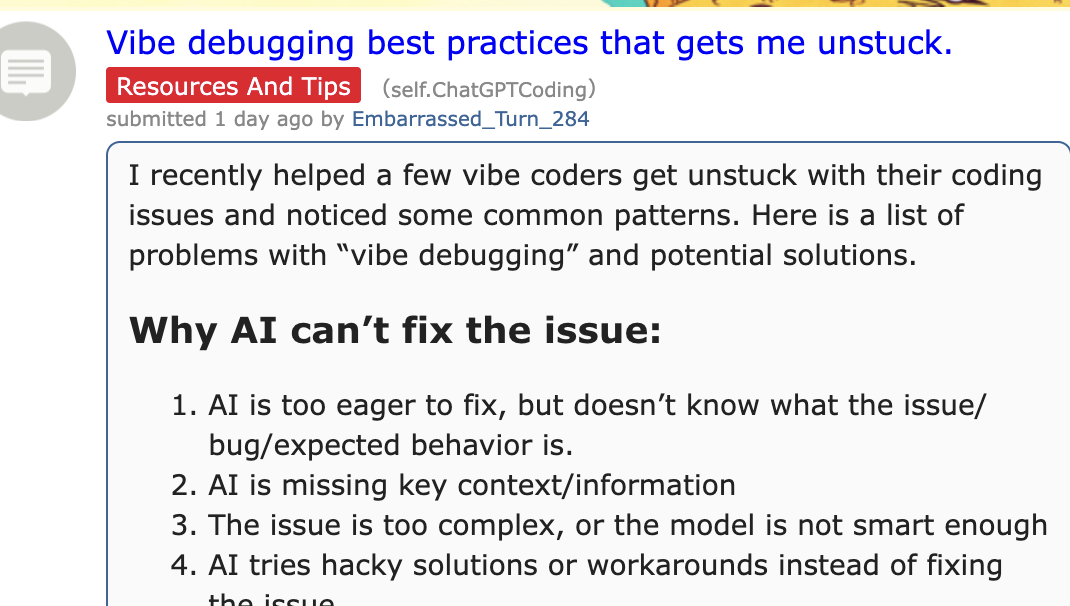 Vibe debugging best practices that gets me unstuck.
Resources And Tips (self.ChatGPTCoding)
submitted 1 day ago by Embarrassed_Turn_284
I recently helped a few vibe coders get unstuck with their coding
issues and noticed some common patterns. Here is a list of
problems with “vibe debugging” and potential solutions.
Why AI can’t fix the issue:
1. AI is too eager to fix, but doesn’t know what the issue/
bug/expected behavior is.
2. AI is missing key context/information
3. The issue is too complex, or the model is not smart enough
4. AI tries hacky solutions or workarounds instead of fixing
the issue